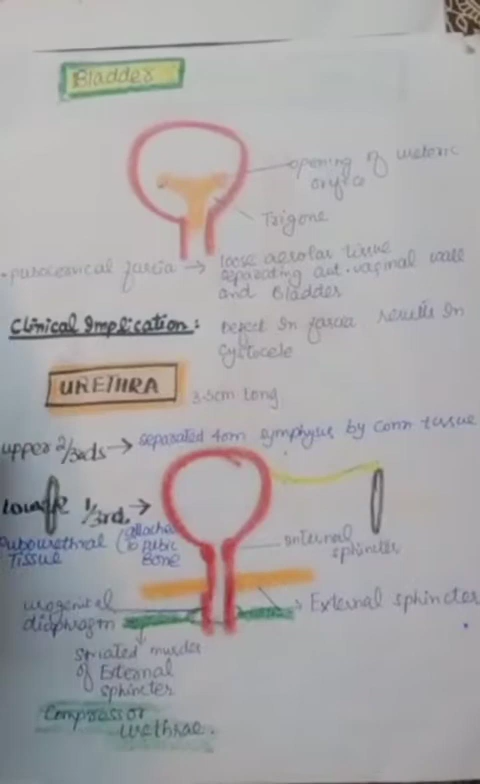 Bladder
opening of uretoric
orifice
Trigone
• pubocervical fascia → loose aerolar tissue
separating ant. vaginal wall
and Bladder
Clinical Implication: Defect In fascia results In
cystocele
URETHRA
3.5cm long
upper 2/3rds → separated from symphysis by conn tissue
lower 1/3rd →
Pubourethral (attached
Tissue to pubic
Bone
internal
sphincter
urogenital
diaphragm
External sphincter
striated muscle
of External
sphincter
Compressor
urethrae.